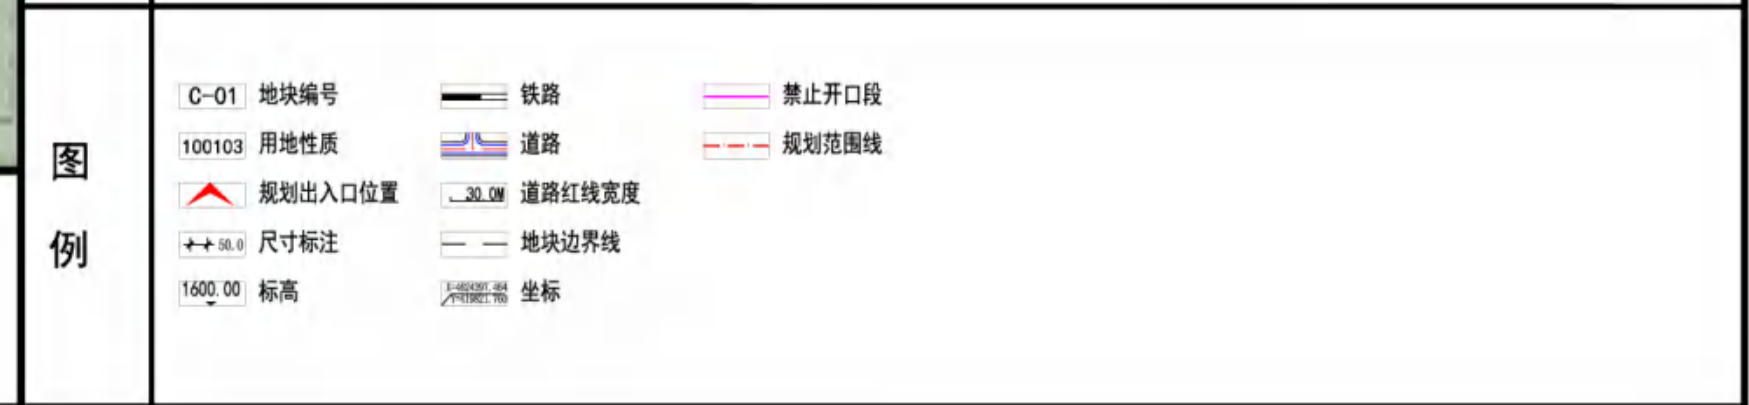 图例
C-01 地块编号 铁路 禁止开口段
100103 用地性质 道路 规划范围线
规划出入口位置 30.0M 道路红线宽度
50.0 尺寸标注 地块边界线
1600.00 标高 坐标